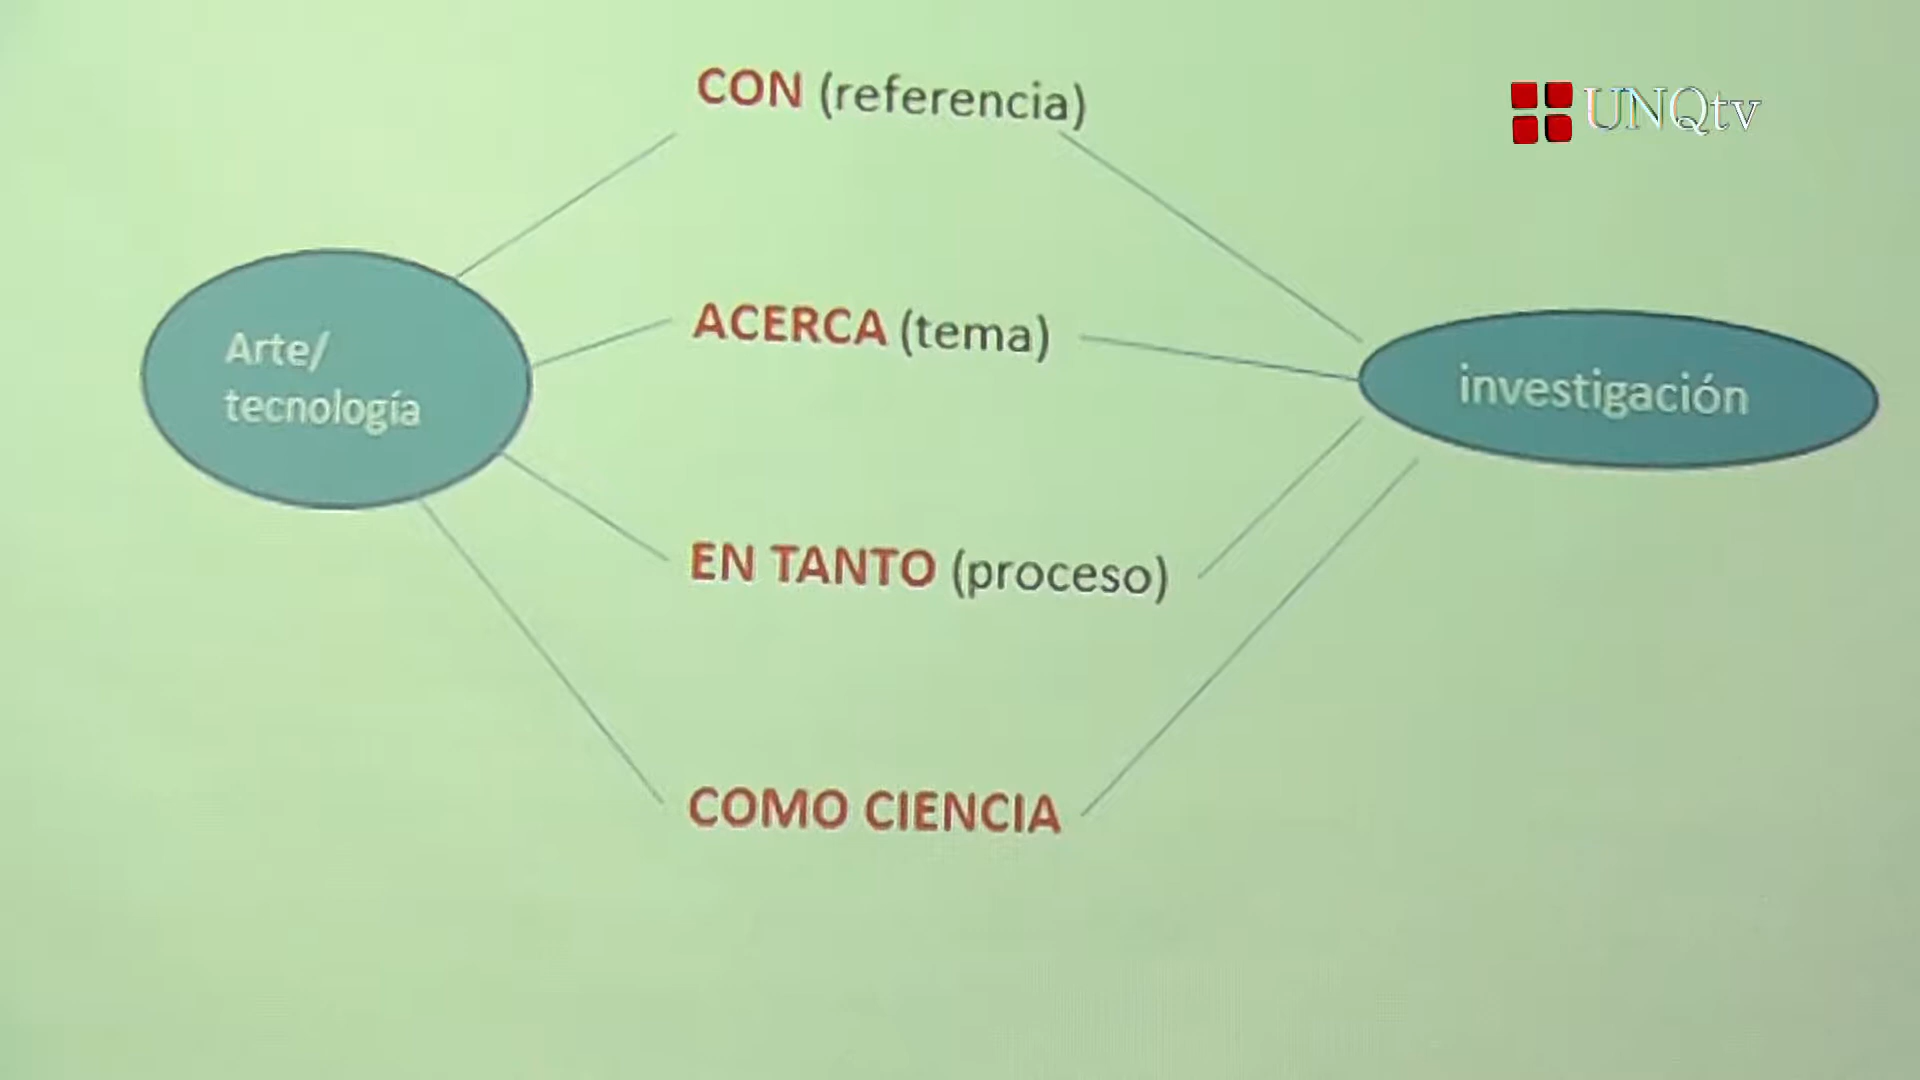 CON (referencia)
UNQtv
Arte/
tecnología
ACERCA (tema)
investigación
EN TANTO (proceso)
COMO CIENCIA